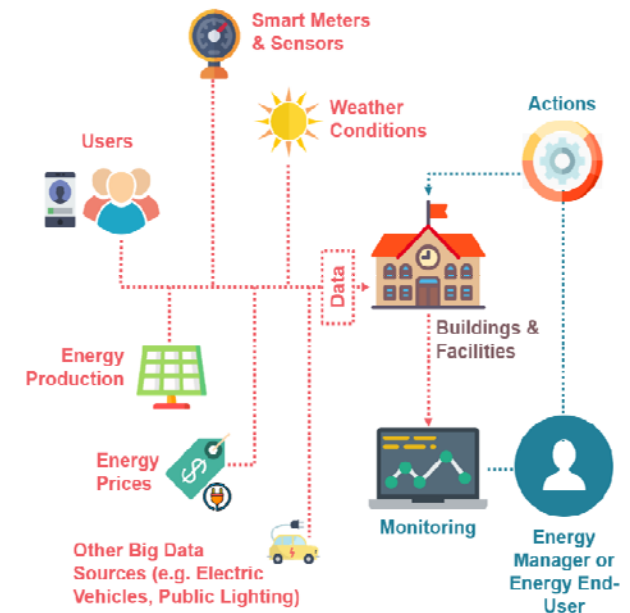 Smart Meters
& Sensors
Weather
Conditions
Actions
Users
Data
Buildings &
Facilities
Energy
Production
Energy
Prices
$
Monitoring
Other Big Data
Sources (e.g. Electric
Vehicles, Public Lighting)
Energy
Manager or
Energy End-
User